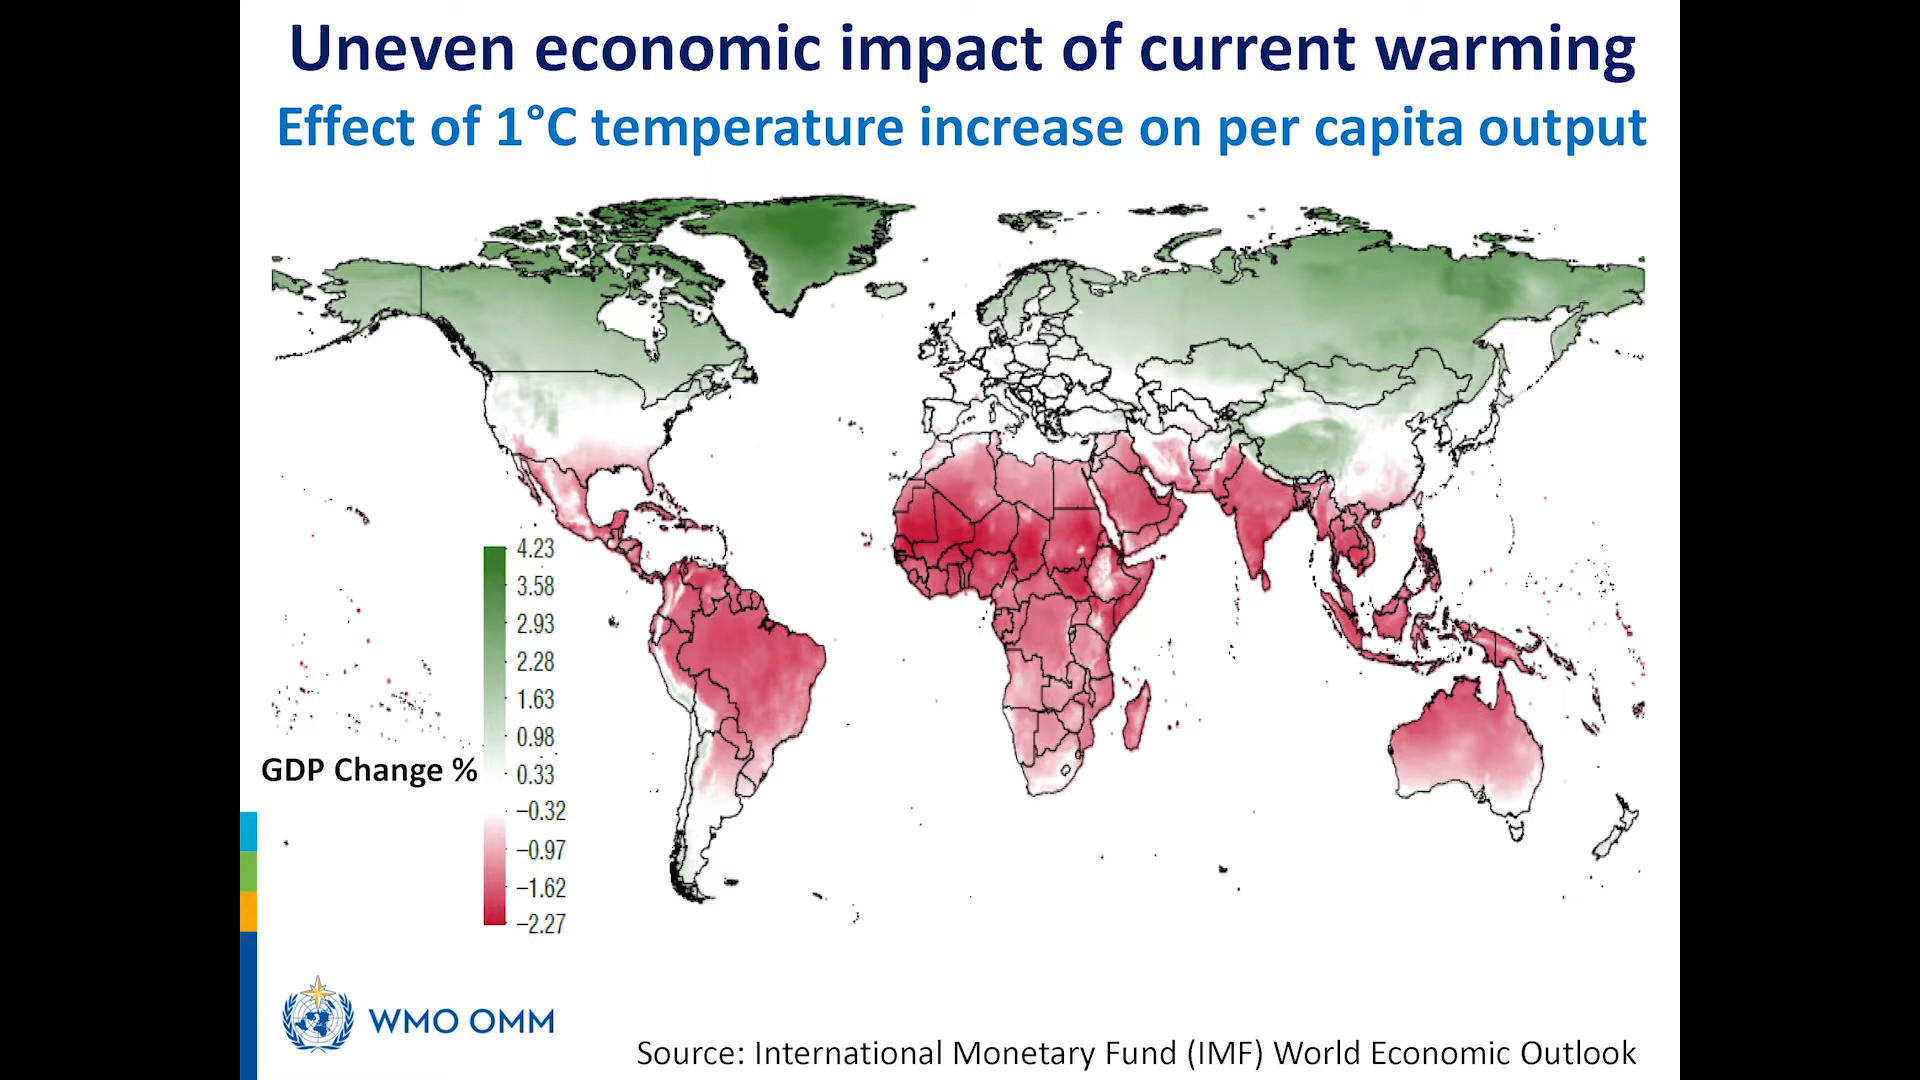 Uneven economic impact of current warming
Effect of 1°C temperature increase on per capita output
4.23
3.58
2.93
2.28
1.63
0.98
GDP Change %
0.33
−0.32
−0.97
−1.62
−2.27
WMO OMM
Source: International Monetary Fund (IMF) World Economic Outlook